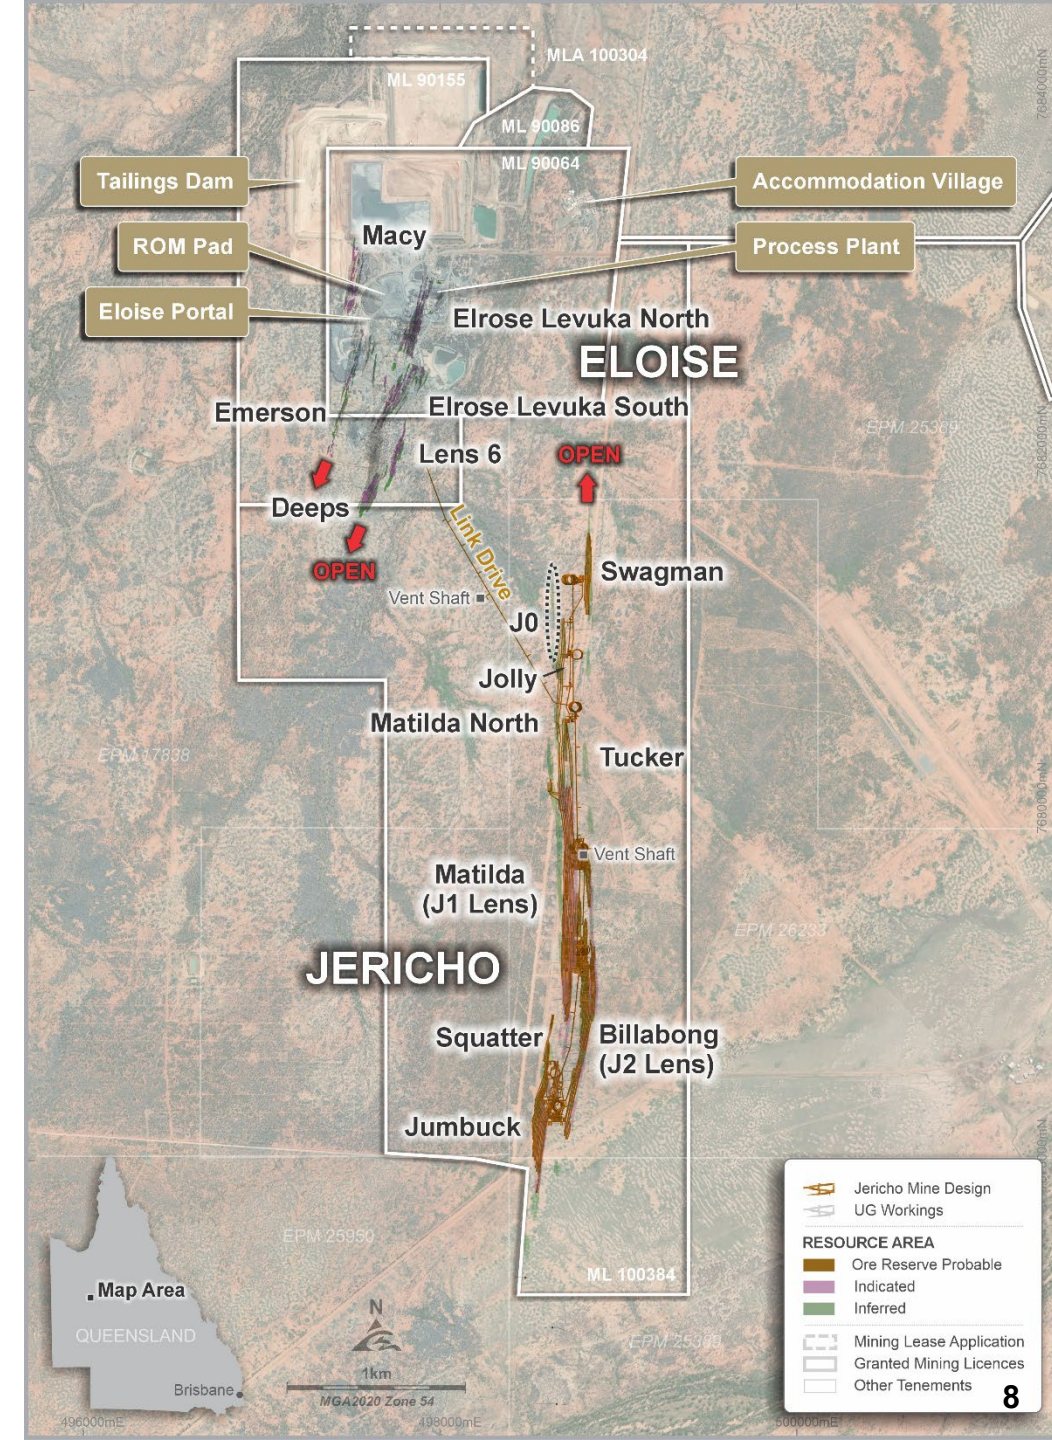 MLA 100304
ML 90155
7684000mN
ML 90086
ML 90064
Tailings Dam
Accommodation Village
Macy
ROM Pad
Process Plant
Eloise Portal
Elrose Levuka North
ELOISE
Emerson
Elrose Levuka South
EPM 25389
7682000mN
Lens 6
OPEN
Deeps
Link Drive
OPEN
Swagman
Vent Shaft
J0
Jolly
Matilda North
EPM 17838
Tucker
7680000mN
Vent Shaft
Matilda
(J1 Lens)
EPM 26233
JERICHO
Squatter
Billabong
(J2 Lens)
Jumbuck
EPM 25950
ML 100384
EPM 25389
Map Area
QUEENSLAND
Brisbane
N
1km
MGA2020 Zone 54
Jericho Mine Design
UG Workings
RESOURCE AREA
Ore Reserve Probable
Indicated
Inferred
Mining Lease Application
Granted Mining Licences
Other Tenements
8
496000mE
498000mE
500000mE